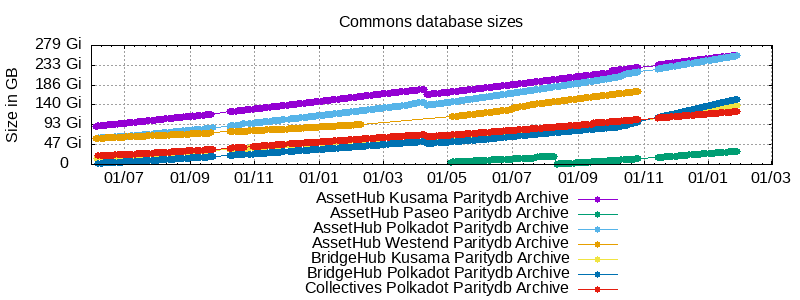 Commons database sizes
Size in GB
279 Gi
233 Gi
186 Gi
140 Gi
93 Gi
47 Gi
0
01/07 01/09 01/11 01/01 01/03 01/05 01/07 01/09 01/11 01/01 01/03
AssetHub Kusama Paritydb Archive
AssetHub Paseo Paritydb Archive
AssetHub Polkadot Paritydb Archive
AssetHub Westend Paritydb Archive
BridgeHub Kusama Paritydb Archive
BridgeHub Polkadot Paritydb Archive
Collectives Polkadot Paritydb Archive